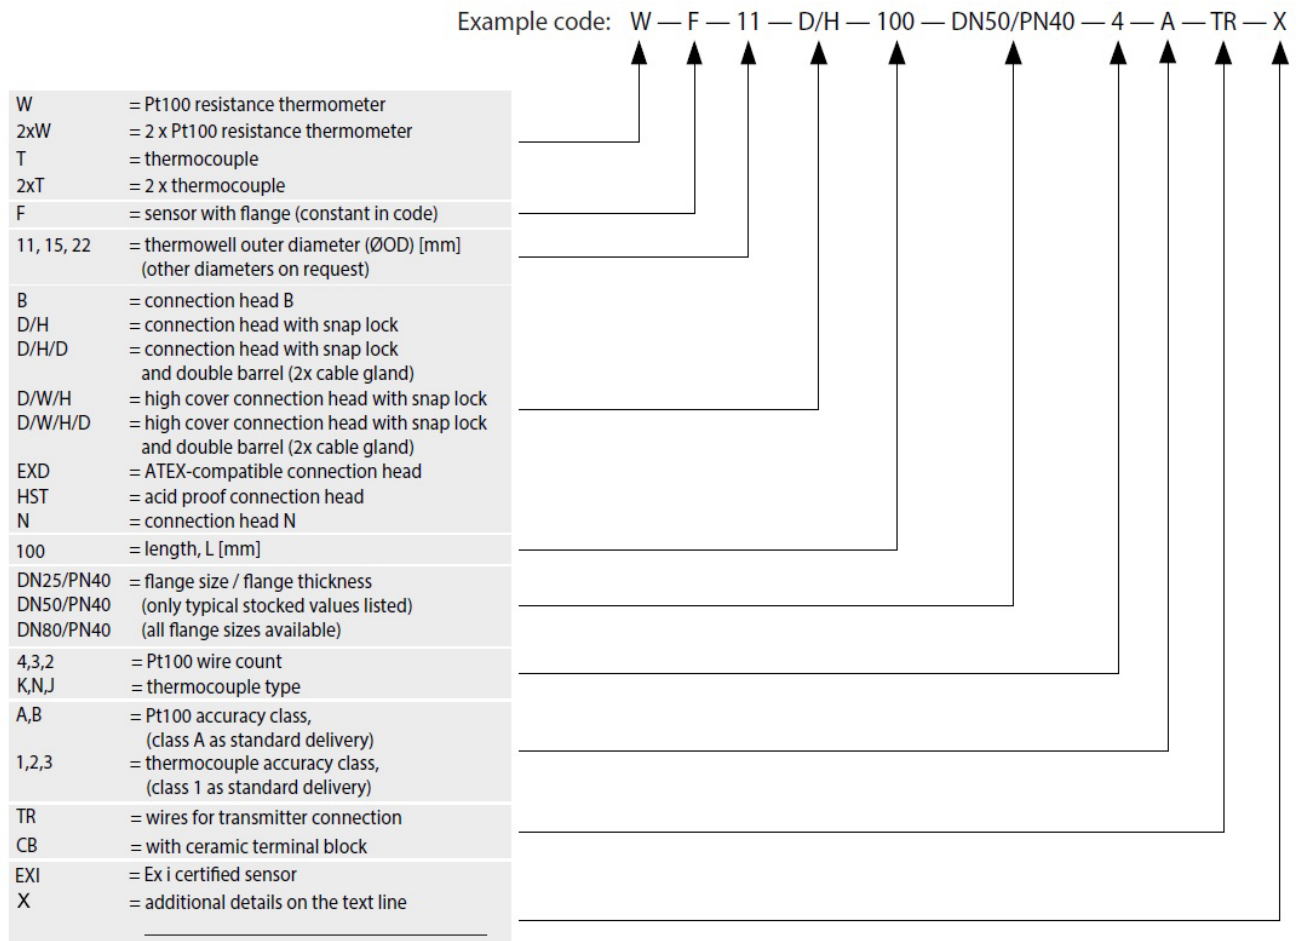 Example code: W — F — 11 — D/H — 100 — DN50/PN40 — 4 — A — TR — X
W = Pt100 resistance thermometer
2xW = 2 x Pt100 resistance thermometer
T = thermocouple
2xT = 2 x thermocouple
F = sensor with flange (constant in code)
11, 15, 22 = thermowell outer diameter (ØOD) [mm]
(other diameters on request)
B = connection head B
D/H = connection head with snap lock
D/H/D = connection head with snap lock
and double barrel (2x cable gland)
D/W/H = high cover connection head with snap lock
D/W/H/D = high cover connection head with snap lock
and double barrel (2x cable gland)
EXD = ATEX-compatible connection head
HST = acid proof connection head
N = connection head N
100 = length, L [mm]
DN25/PN40 = flange size / flange thickness
DN50/PN40 (only typical stocked values listed)
DN80/PN40 (all flange sizes available)
4,3,2 = Pt100 wire count
K,N,J = thermocouple type
A,B = Pt100 accuracy class,
(class A as standard delivery)
1,2,3 = thermocouple accuracy class,
(class 1 as standard delivery)
TR = wires for transmitter connection
CB = with ceramic terminal block
EXI = Ex i certified sensor
X = additional details on the text line